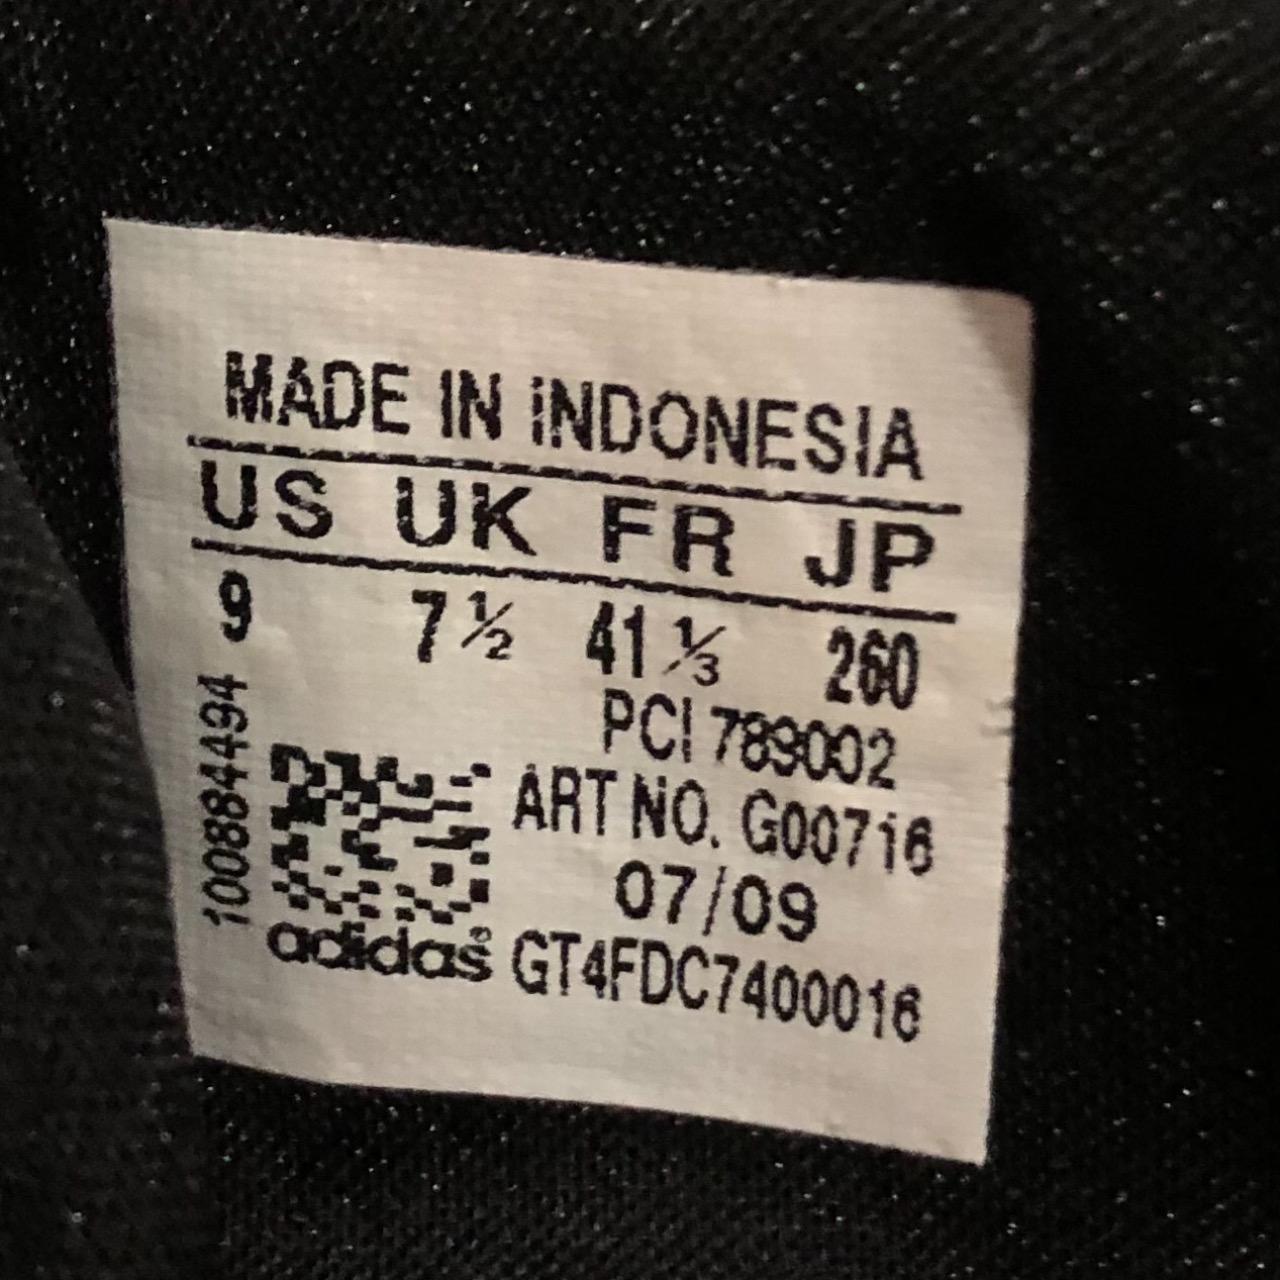 MADE IN INDONESIA
US UK FR JP
9 7½ 41⅓ 260
PCI 789002
ART NO. G00716
07/09
GT4FDC7400016
adidas®
100884494